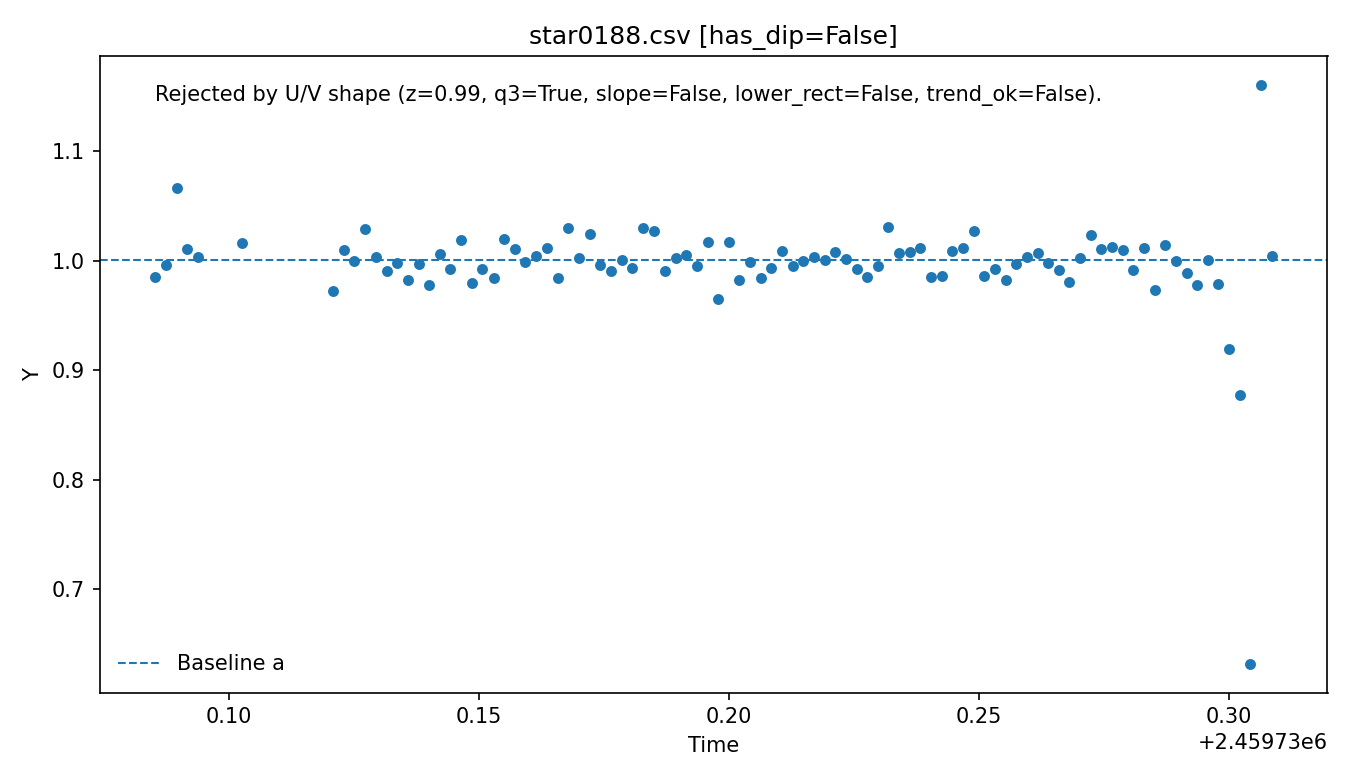 star0188.csv [has_dip=False]
Rejected by U/V shape (z=0.99, q3=True, slope=False, lower_rect=False, trend_ok=False).
1.1
1.0
0.9
0.8
0.7
Y
Baseline a
0.10 0.15 0.20 0.25 0.30
Time
+2.45973e6